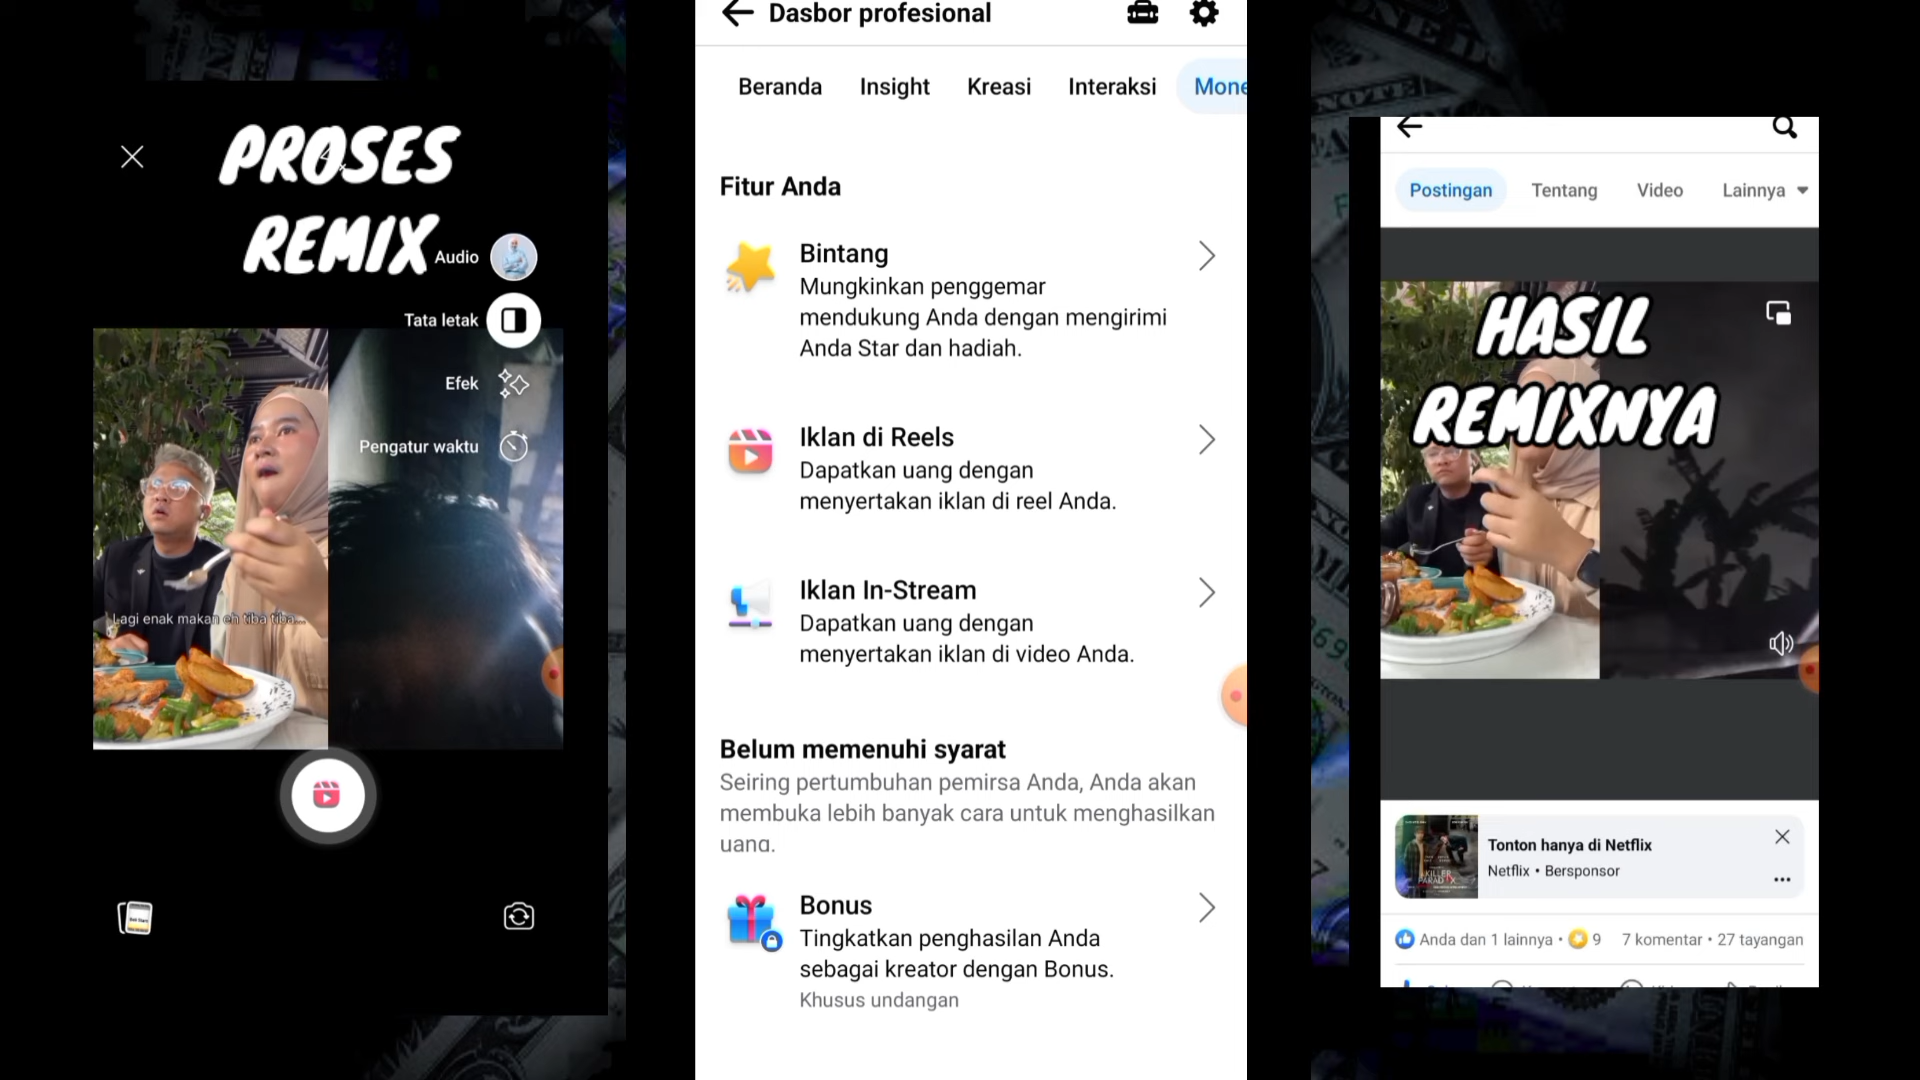 PROSES
REMIX
Audio
Tata letak
Efek
Pengatur waktu
Lagi enak makan eh tiba tiba...
Dasbor profesional
Beranda
Insight
Kreasi
Interaksi
Mone
Fitur Anda
Bintang
Mungkinkan penggemar
mendukung Anda dengan mengirimi
Anda Star dan hadiah.
Iklan di Reels
Dapatkan uang dengan
menyertakan iklan di reel Anda.
Iklan In-Stream
Dapatkan uang dengan
menyertakan iklan di video Anda.
Belum memenuhi syarat
Seiring pertumbuhan pemirsa Anda, Anda akan
membuka lebih banyak cara untuk menghasilkan
uang.
Bonus
Tingkatkan penghasilan Anda
sebagai kreator dengan Bonus.
Khusus undangan
NOTE
Postingan
Tentang
Video
Lainnya
HASIL
REMIXNYA
KILLER
Tonton hanya di Netflix
Netflix • Bersponsor
Anda dan 1 lainnya • 9
7 komentar • 27 tayangan